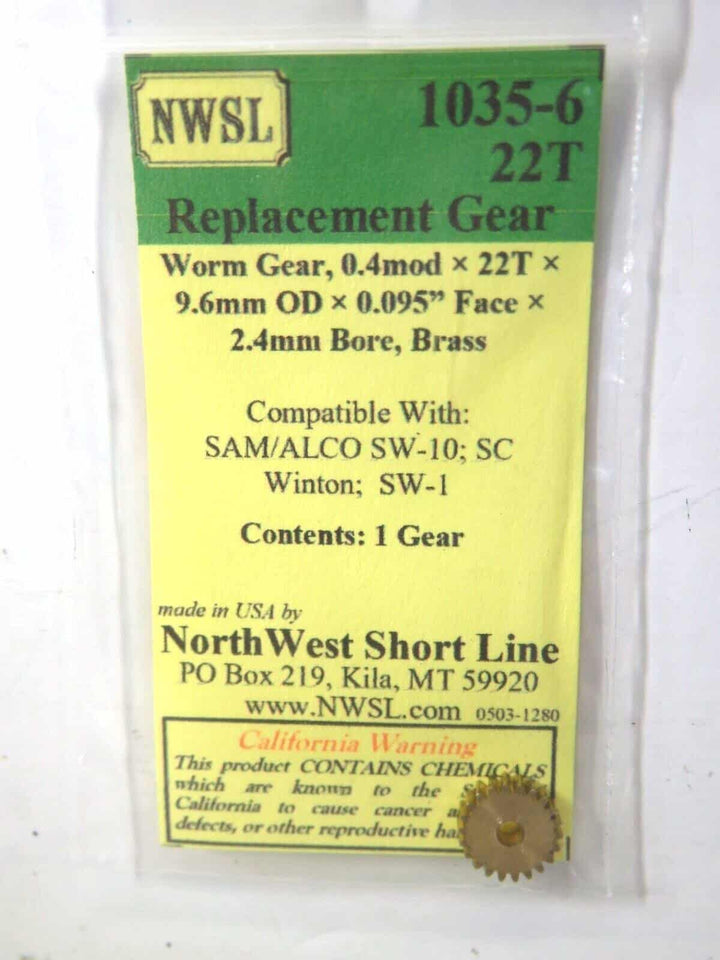 NWSL
1035-6
22T
Replacement Gear
Worm Gear, 0.4mod × 22T ×
9.6mm OD × 0.095” Face ×
2.4mm Bore, Brass
Compatible With:
SAM/ALCO SW-10; SC
Winton; SW-1
Contents: 1 Gear
made in USA by
NorthWest Short Line
PO Box 219, Kila, MT 59920
www.NWSL.com 0503-1280
California Warning
This product CONTAINS CHEMICALS
which are known to the
California to cause cancer
defects, or other reproductive